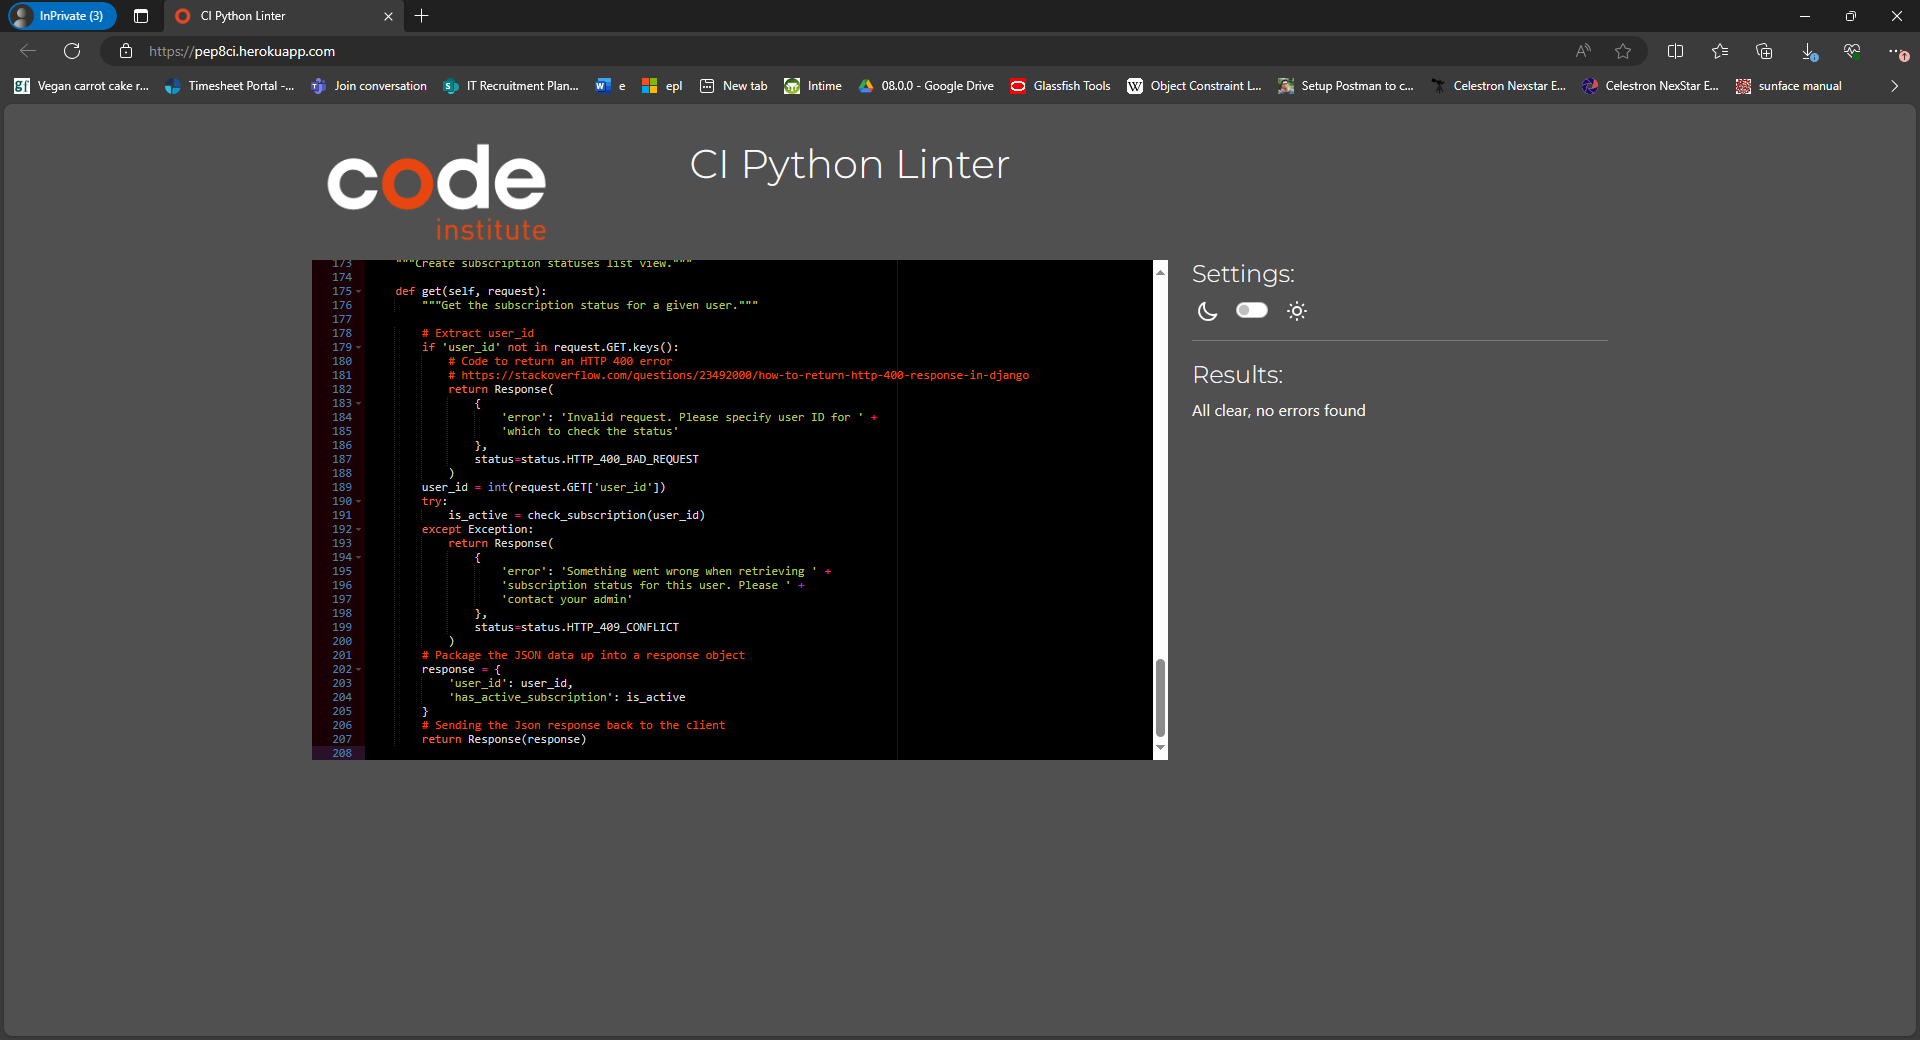 InPrivate (3)
CI Python Linter
https://pep8ci.herokuapp.com
Vegan carrot cake r...
Timesheet Portal -...
Join conversation
IT Recruitment Plan...
e
epl
New tab
Intime
08.0.0 - Google Drive
Glassfish Tools
Object Constraint L...
Setup Postman to c...
Celestron Nexstar E...
Celestron NexStar E...
sunface manual
code
institute
CI Python Linter
173 """Create subscription statuses list view."""
174
175 def get(self, request):
176 """Get the subscription status for a given user."""
177
178 # Extract user_id
179 if 'user_id' not in request.GET.keys():
180 # Code to return an HTTP 400 error
181 # https://stackoverflow.com/questions/23492000/how-to-return-http-400-response-in-django
182 return Response(
183 {
184 'error': 'Invalid request. Please specify user ID for ' +
185 'which to check the status'
186 },
187 status=status.HTTP_400_BAD_REQUEST
188 )
189 user_id = int(request.GET['user_id'])
190 try:
191 is_active = check_subscription(user_id)
192 except Exception:
193 return Response(
194 {
195 'error': 'Something went wrong when retrieving ' +
196 'subscription status for this user. Please ' +
197 'contact your admin'
198 },
199 status=status.HTTP_409_CONFLICT
200 )
201 # Package the JSON data up into a response object
202 response = {
203 'user_id': user_id,
204 'has_active_subscription': is_active
205 }
206 # Sending the Json response back to the client
207 return Response(response)
208
Settings:
Results:
All clear, no errors found